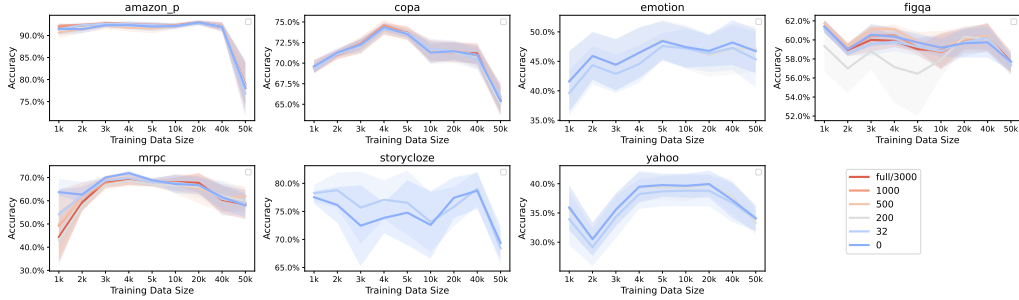 amazon_p
copa
emotion
figqa
Accuracy
90.0%
85.0%
80.0%
75.0%
1k 2k 3k 4k 5k 10k 20k 40k 50k
Training Data Size
Accuracy
75.0%
72.5%
70.0%
67.5%
65.0%
1k 2k 3k 4k 5k 10k 20k 40k 50k
Training Data Size
Accuracy
50.0%
45.0%
40.0%
35.0%
1k 2k 3k 4k 5k 10k 20k 40k 50k
Training Data Size
Accuracy
62.0%
60.0%
58.0%
56.0%
54.0%
52.0%
1k 2k 3k 4k 5k 10k 20k 40k 50k
Training Data Size
mrpc
storycloze
yahoo
Accuracy
70.0%
60.0%
50.0%
40.0%
30.0%
1k 2k 3k 4k 5k 10k 20k 40k 50k
Training Data Size
Accuracy
80.0%
75.0%
70.0%
65.0%
1k 2k 3k 4k 5k 10k 20k 40k 50k
Training Data Size
Accuracy
40.0%
35.0%
30.0%
1k 2k 3k 4k 5k 10k 20k 40k 50k
Training Data Size
full/3000
1000
500
200
32
0